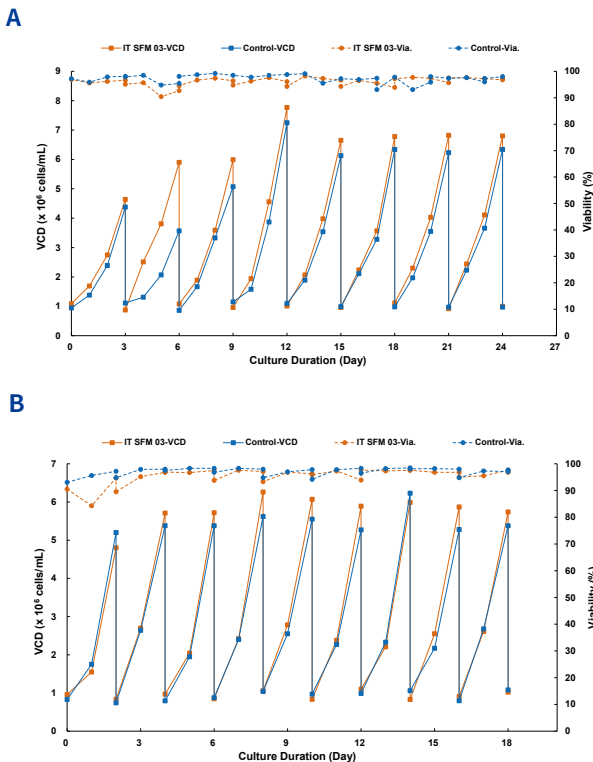 A
IT SFM 03-VCD Control-VCD IT SFM 03-Via. Control-Via.
9 100
8 90
7 80
6 70
5 60
4 50
3 40
2 30
1 20
0 10
0
VCD (x 10⁶ cells/mL)
Viability (%)
0 3 6 9 12 15 18 21 24 27
Culture Duration (Day)
B
IT SFM 03-VCD Control-VCD IT SFM 03-Via. Control-Via.
7 100
6 90
5 80
4 70
3 60
2 50
1 40
0 30
20
10
0
VCD (x 10⁶ cells/mL)
Viability (%)
0 3 6 9 12 15 18
Culture Duration (Day)